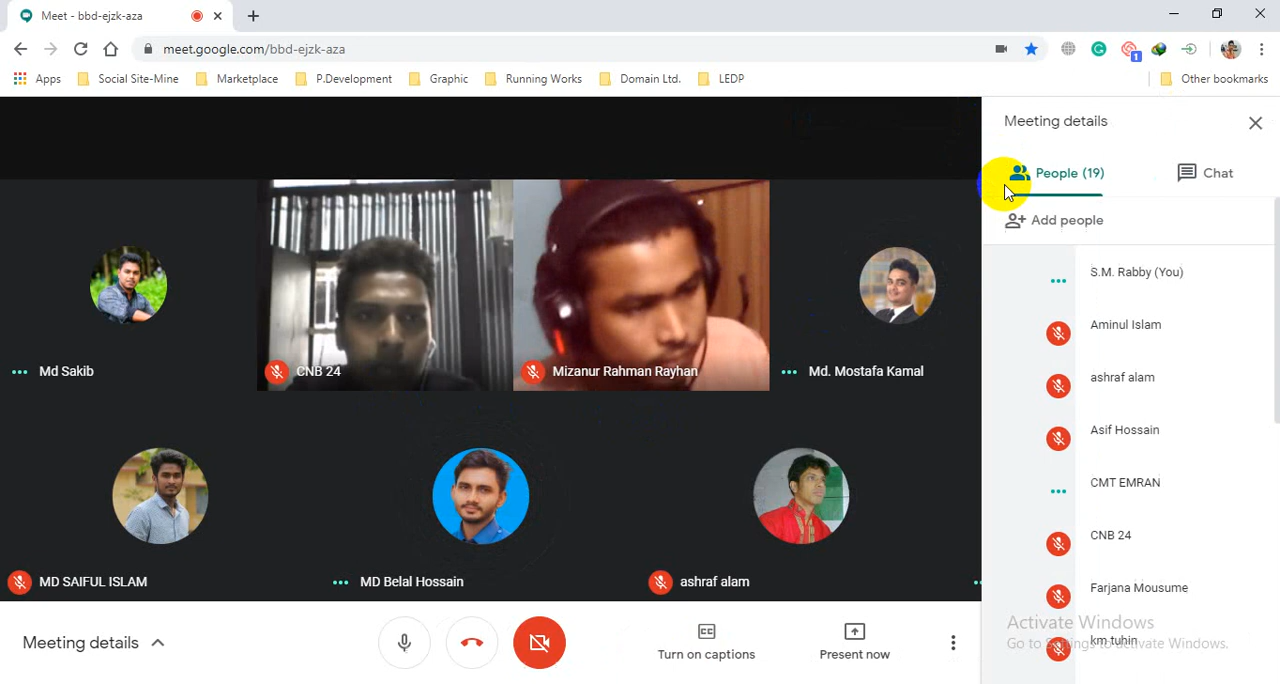 Meet - bbd-ejzk-aza
meet.google.com/bbd-ejzk-aza
1
Apps Social Site-Mine Marketplace P.Development Graphic Running Works Domain Ltd. LEDP Other bookmarks
Meeting details
People (19) Chat
Add people
S.M. Rabby (You)
Aminul Islam
ashraf alam
Asif Hossain
CMT EMRAN
CNB 24
Farjana Mousume
km tuhin
Md Sakib
CNB 24
Mizanur Rahman Rayhan
Md. Mostafa Kamal
MD SAIFUL ISLAM
MD Belal Hossain
ashraf alam
Activate Windows
Go to Settings to activate Windows.
Meeting details
Turn on captions
Present now